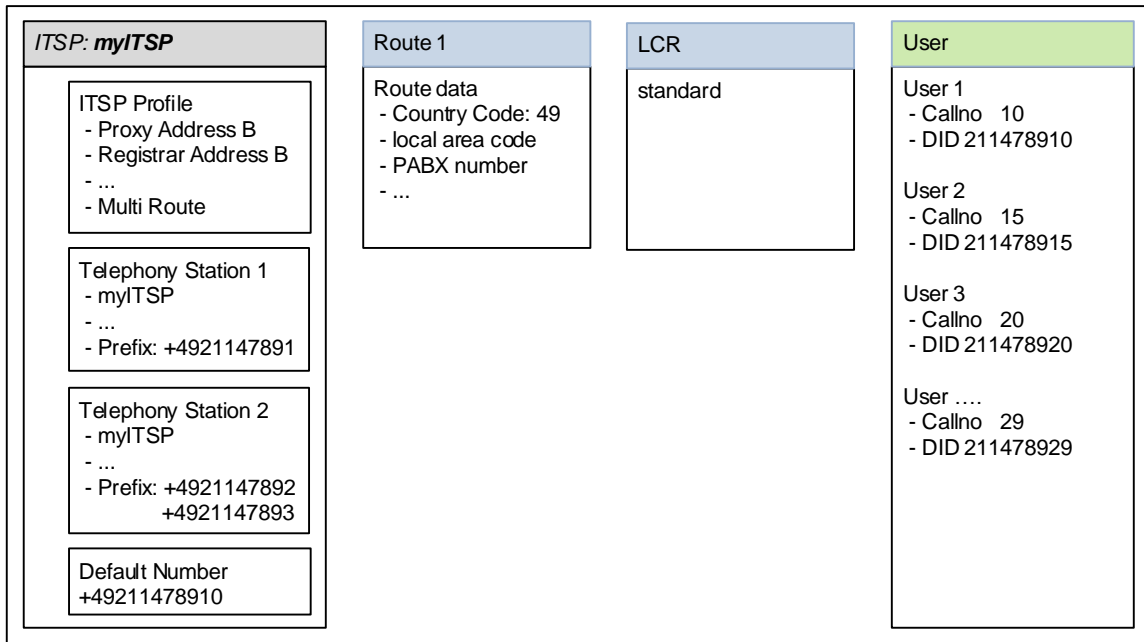 ITSP: myITSP
ITSP Profile
- Proxy Address B
- Registrar Address B
- ...
- Multi Route
Telephony Station 1
- myITSP
- ...
- Prefix: +4921147891
Telephony Station 2
- myITSP
- ...
- Prefix: +4921147892
+4921147893
Default Number
+49211478910
Route 1
Route data
- Country Code: 49
- local area code
- PABX number
- ...
LCR
standard
User
User 1
- Callno 10
- DID 211478910
User 2
- Callno 15
- DID 211478915
User 3
- Callno 20
- DID 211478920
User ....
- Callno 29
- DID 211478929